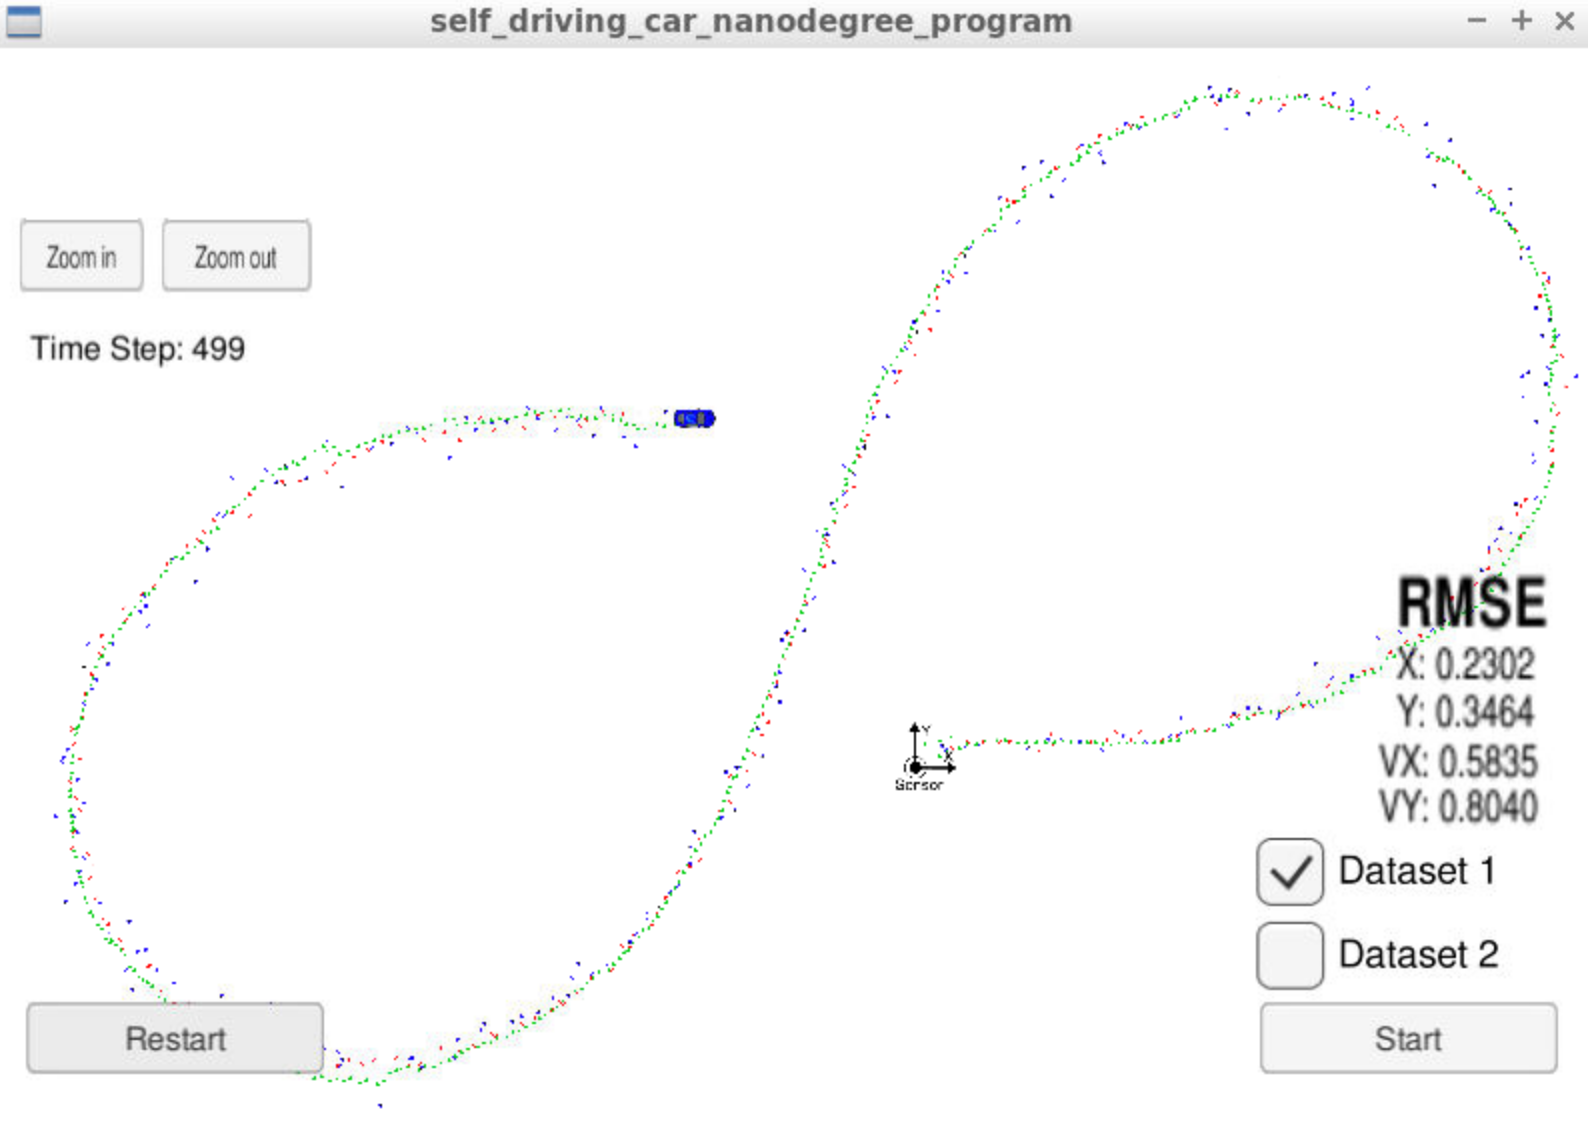 self_driving_car_nanodegree_program
Zoom in
Zoom out
Time Step: 499
RMSE
X: 0.2302
Y: 0.3464
VX: 0.5835
VY: 0.8040
Y
X
Sensor
Dataset 1
Dataset 2
Restart
Start